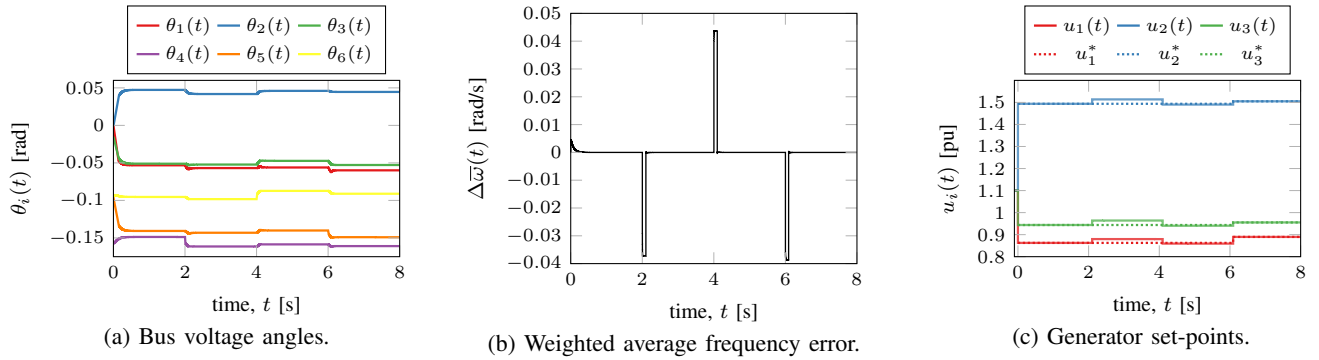 θ₁(t) θ₂(t) θ₃(t)
θ₄(t) θ₅(t) θ₆(t)
0.05
0
−0.05
−0.1
−0.15
θᵢ(t) [rad]
0 2 4 6 8
time, t [s]
(a) Bus voltage angles.
0.05
0.04
0.03
0.02
0.01
0
−0.01
−0.02
−0.03
−0.04
Δω̅(t) [rad/s]
0 2 4 6 8
time, t [s]
(b) Weighted average frequency error.
u₁(t) u₂(t) u₃(t)
u₁* u₂* u₃*
1.5
1.4
1.3
1.2
1.1
1
0.9
0.8
uᵢ(t) [pu]
0 2 4 6 8
time, t [s]
(c) Generator set-points.